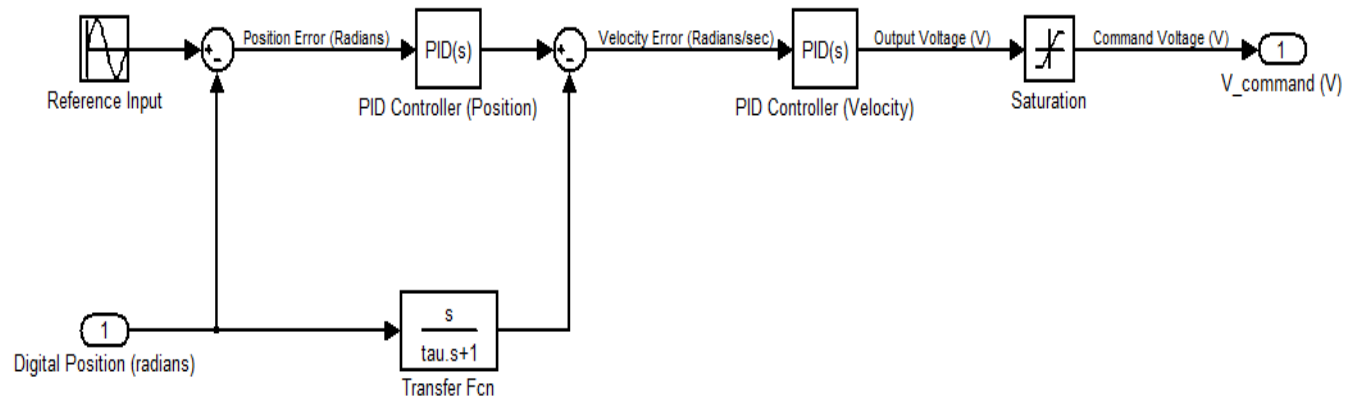 Position Error (Radians)
PID(s)
Velocity Error (Radians/sec)
PID(s)
Output Voltage (V)
Command Voltage (V)
1
Reference Input
PID Controller (Position)
PID Controller (Velocity)
Saturation
V_command (V)
1
Digital Position (radians)
s
tau.s+1
Transfer Fcn